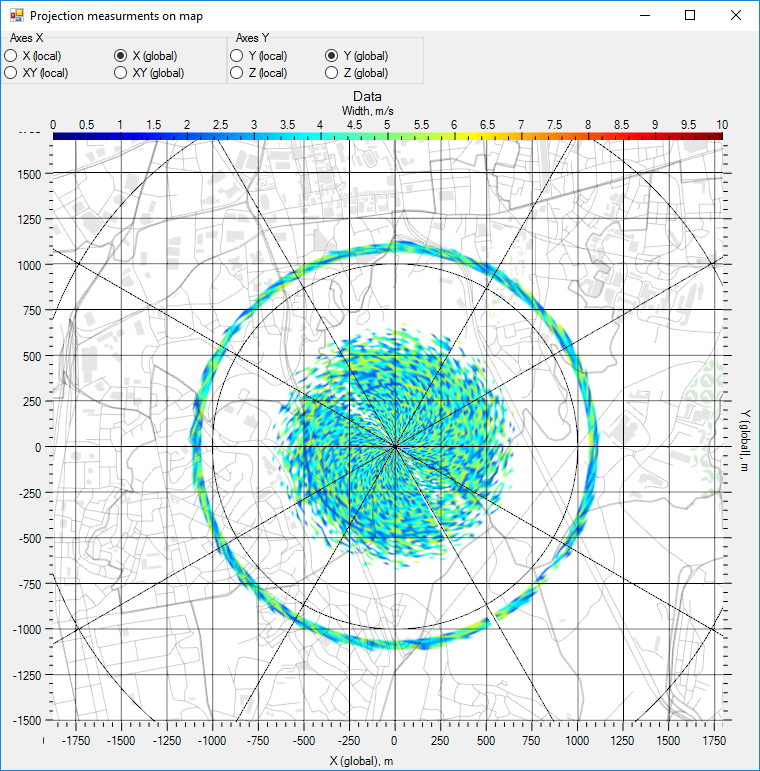 Projection measurments on map
Axes X
Axes Y
X (local) X (global) Y (local) Y (global)
XY (local) XY (global) Z (local) Z (global)
Data
Width, m/s
0 0.5 1 1.5 2 2.5 3 3.5 4 4.5 5 5.5 6 6.5 7 7.5 8 8.5 9 9.5 10
1500
1250
1000
750
500
250
0
-250
-500
-750
-1000
-1250
-1500
Y (global), m
-1750 -1500 -1250 -1000 -750 -500 -250 0 250 500 750 1000 1250 1500 1750
X (global), m